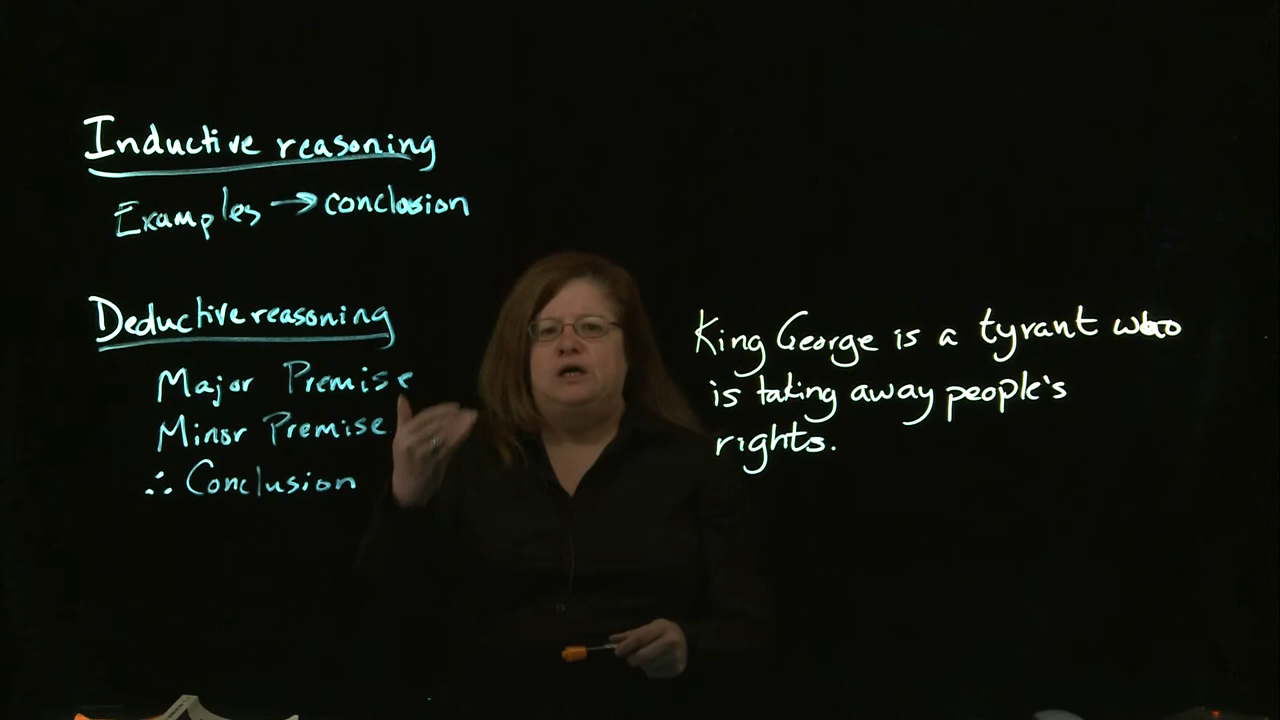 Inductive reasoning
Examples → conclusion
Deductive reasoning
Major Premise
Minor Premise
∴ Conclusion
King George is a tyrant who
is taking away people's
rights.